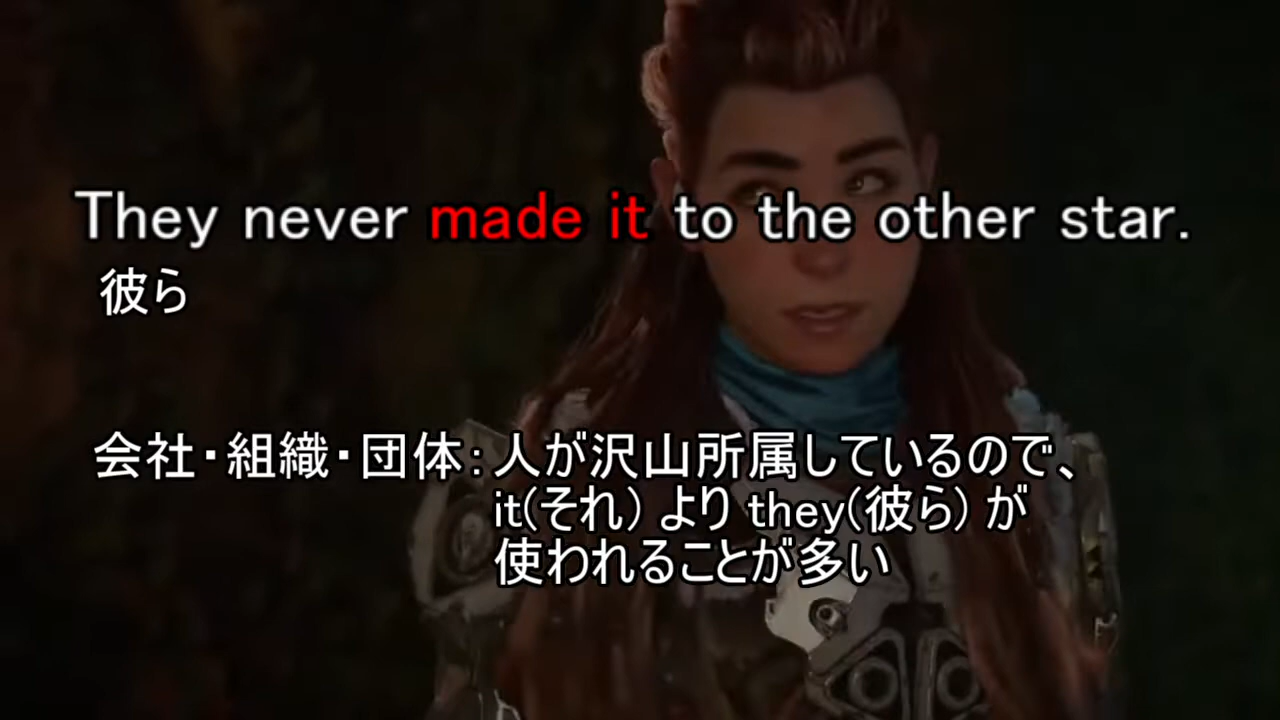 They never made it to the other star.
彼ら
会社・組織・団体：人が沢山所属しているので、
it(それ) より they(彼ら) が
使われることが多い